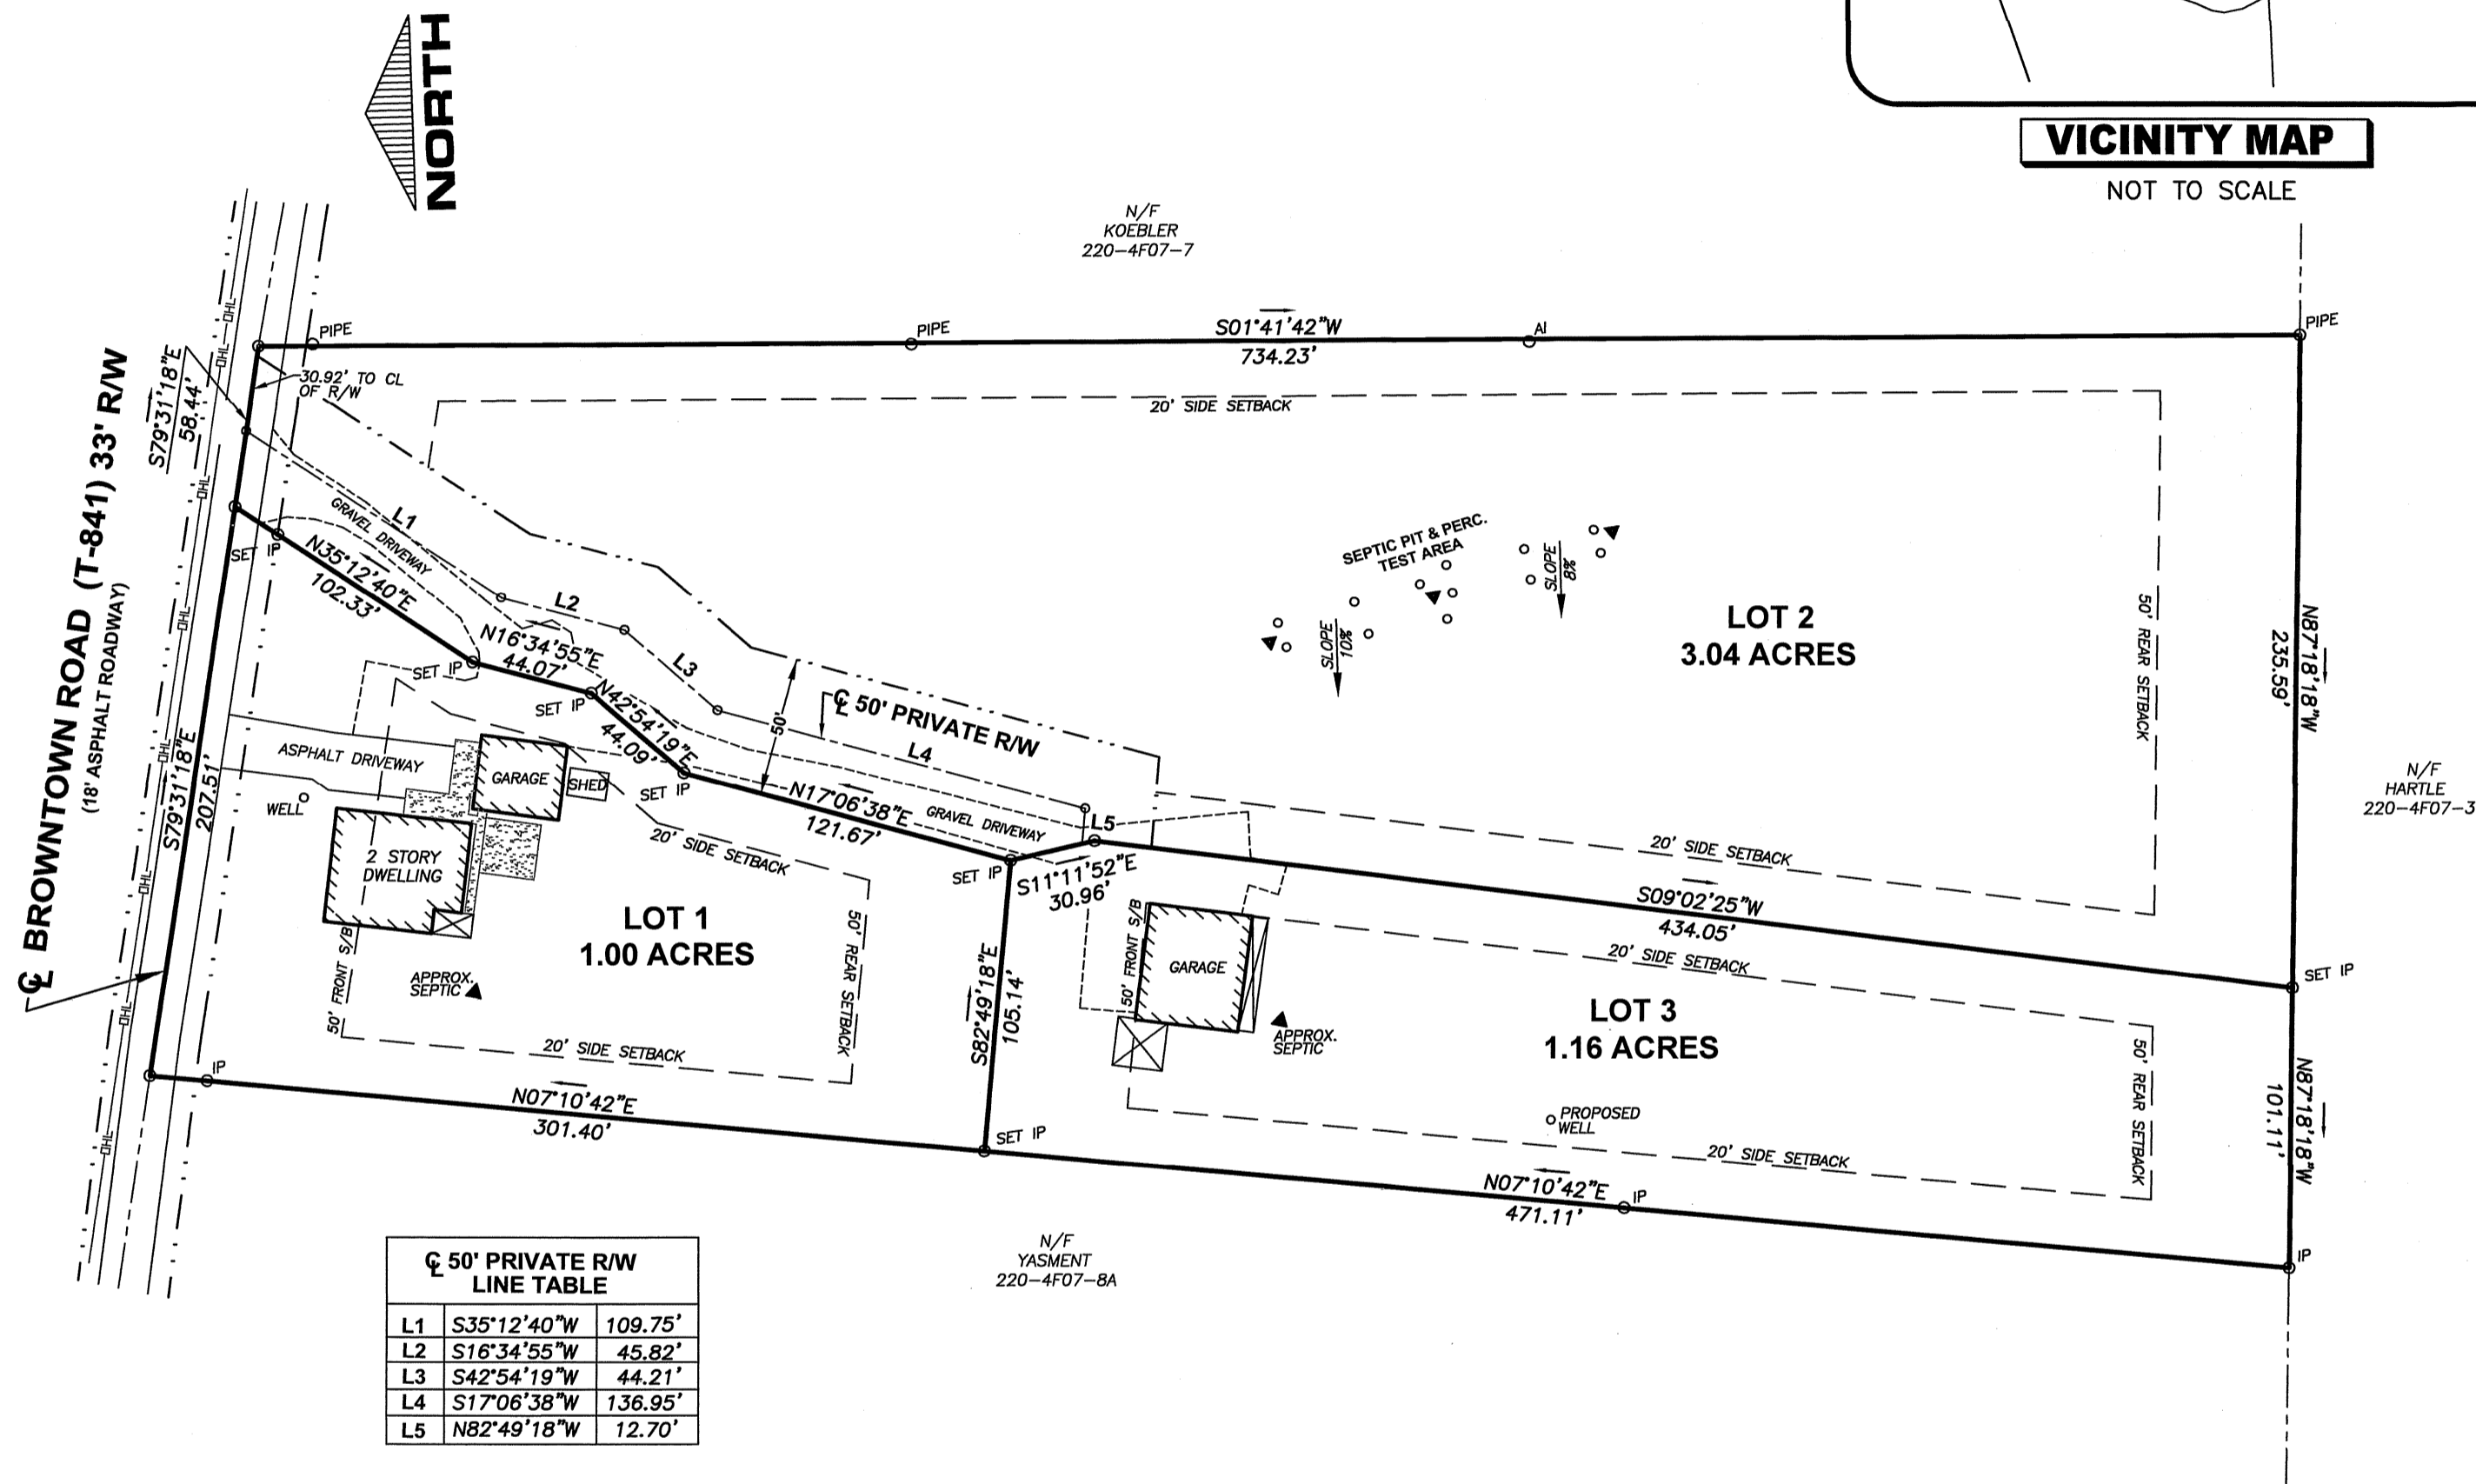 NORTH
VICINITY MAP
NOT TO SCALE
N/F
KOEBLER
220-4F07-7
PIPE
PIPE
S01°41'42"W
734.23'
AI
PIPE
30.92' TO CL
OF R/W
20' SIDE SETBACK
S79°31'18"E
58.44'
℄ BROWNTOWN ROAD (T-841) 33' R/W
(18' ASPHALT ROADWAY)
OHL
OHL
OHL
OHL
OHL
OHL
OHL
OHL
S79°31'18"E
207.51'
GRAVEL DRIVEWAY
L1
L2
L3
SET IP
N35°12'40"E
102.33'
N16°34'55"E
44.07'
SET IP
SET IP
N42°54'19"E
44.09'
SET IP
50'
℄ 50' PRIVATE R/W
L4
N17°06'38"E
121.67'
GRAVEL DRIVEWAY
L5
SET IP
S11°11'52"E
30.96'
SEPTIC PIT & PERC.
TEST AREA
SLOPE
8%
SLOPE
10%
LOT 2
3.04 ACRES
50' REAR SETBACK
N87°18'18"W
235.59'
N/F
HARTLE
220-4F07-3
20' SIDE SETBACK
S09°02'25"W
434.05'
20' SIDE SETBACK
SET IP
ASPHALT DRIVEWAY
WELL
GARAGE
SHED
2 STORY
DWELLING
20' SIDE SETBACK
LOT 1
1.00 ACRES
50' REAR SETBACK
50' FRONT S/B
APPROX.
SEPTIC
20' SIDE SETBACK
S82°49'18"E
105.14'
50' FRONT S/B
GARAGE
APPROX.
SEPTIC
LOT 3
1.16 ACRES
PROPOSED
WELL
50' REAR SETBACK
N87°18'18"W
101.11'
20' SIDE SETBACK
IP
N07°10'42"E
301.40'
SET IP
N07°10'42"E
471.11'
IP
IP
N/F
YASMENT
220-4F07-8A
℄ 50' PRIVATE R/W
LINE TABLE
L1 S35°12'40"W 109.75'
L2 S16°34'55"W 45.82'
L3 S42°54'19"W 44.21'
L4 S17°06'38"W 136.95'
L5 N82°49'18"W 12.70'